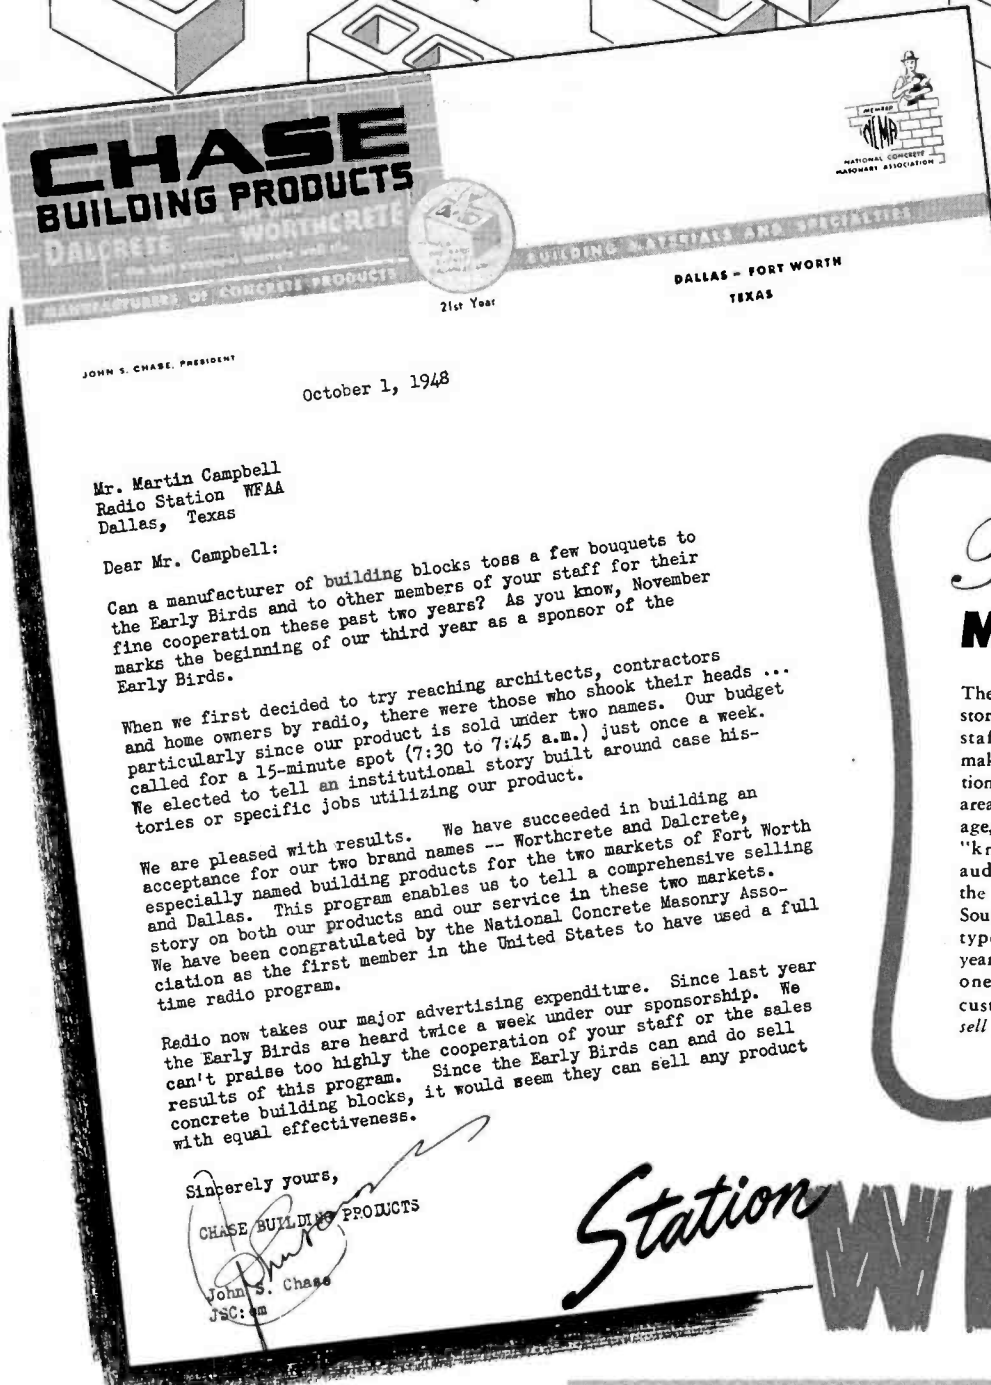 CHASE
BUILDING PRODUCTS
DALCRETE — WORTHCRETE
MANUFACTURERS OF CONCRETE PRODUCTS
BUILDING MATERIALS AND SPECIALTIES
MEMBER
NCMA
NATIONAL CONCRETE
MASONARY ASSOCIATION
21st Year
DALLAS - FORT WORTH
TEXAS
JOHN S. CHASE, PRESIDENT
October 1, 1948
Mr. Martin Campbell
Radio Station WFAA
Dallas, Texas
Dear Mr. Campbell:
Can a manufacturer of building blocks toss a few bouquets to
the Early Birds and to other members of your staff for their
fine cooperation these past two years? As you know, November
marks the beginning of our third year as a sponsor of the
Early Birds.
When we first decided to try reaching architects, contractors
and home owners by radio, there were those who shook their heads ...
particularly since our product is sold under two names. Our budget
called for a 15-minute spot (7:30 to 7:45 a.m.) just once a week.
We elected to tell an institutional story built around case his-
tories or specific jobs utilizing our product.
We are pleased with results. We have succeeded in building an
acceptance for our two brand names -- Worthcrete and Dalcrete,
especially named building products for the two markets of Fort Worth
and Dallas. This program enables us to tell a comprehensive selling
story on both our products and our service in these two markets.
We have been congratulated by the National Concrete Masonry Asso-
ciation as the first member in the United States to have used a full
time radio program.
Radio now takes our major advertising expenditure. Since last year
the Early Birds are heard twice a week under our sponsorship. We
can't praise too highly the cooperation of your staff or the sales
results of this program. Since the Early Birds can and do sell
concrete building blocks, it would seem they can sell any product
with equal effectiveness.
Sincerely yours,
CHASE BUILDING PRODUCTS
John S. Chase
JSC:em
Station
W
M
The
stor
staf
mak
tion
area
age,
"kn
aud
the
Sou
type
year
one
cust
sell